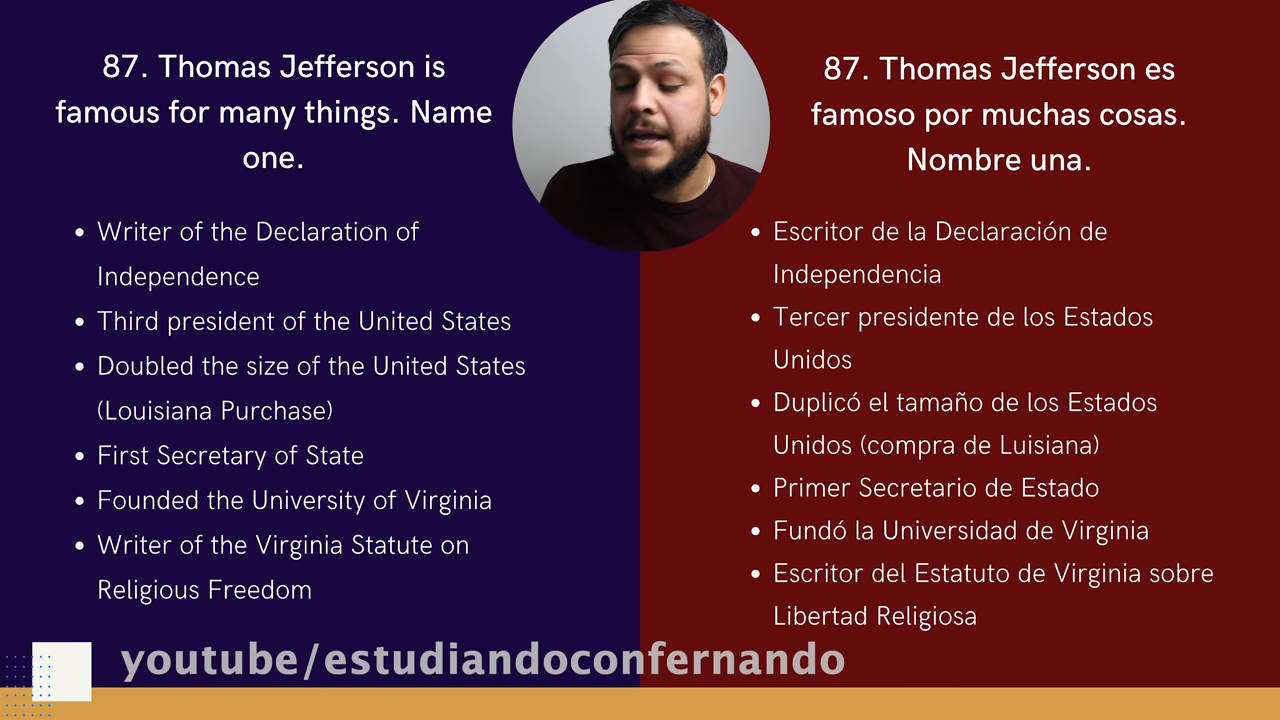 87. Thomas Jefferson is
famous for many things. Name
one.
• Writer of the Declaration of
Independence
• Third president of the United States
• Doubled the size of the United States
(Louisiana Purchase)
• First Secretary of State
• Founded the University of Virginia
• Writer of the Virginia Statute on
Religious Freedom
87. Thomas Jefferson es
famoso por muchas cosas.
Nombre una.
• Escritor de la Declaración de
Independencia
• Tercer presidente de los Estados
Unidos
• Duplicó el tamaño de los Estados
Unidos (compra de Luisiana)
• Primer Secretario de Estado
• Fundó la Universidad de Virginia
• Escritor del Estatuto de Virginia sobre
Libertad Religiosa
youtube/estudiandoconfernando